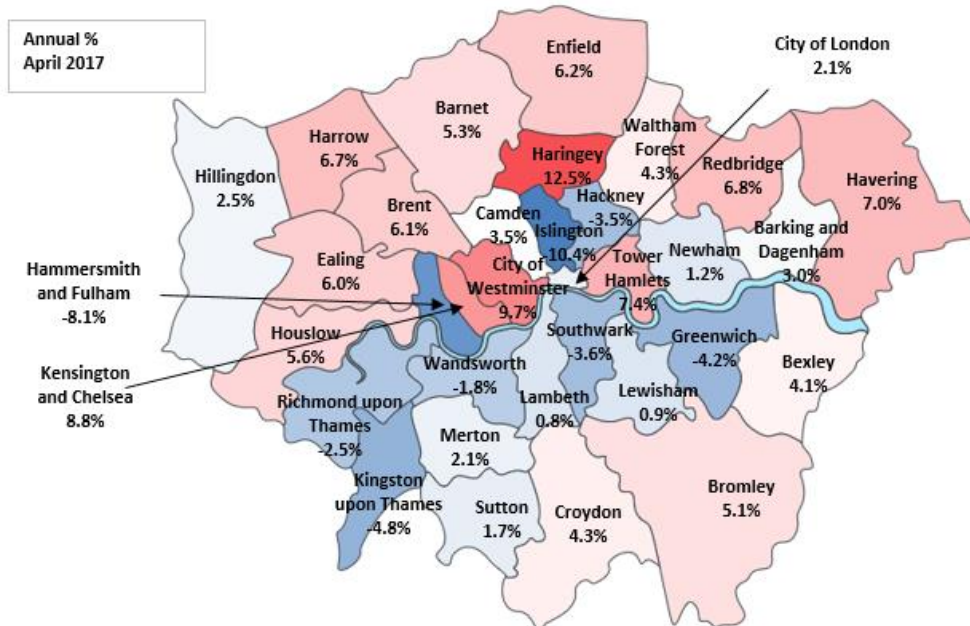 Annual %
April 2017
City of London
2.1%
Enfield
6.2%
Barnet
5.3%
Waltham
Forest
4.3%
Harrow
6.7%
Haringey
12.5%
Redbridge
6.8%
Havering
7.0%
Hillingdon
2.5%
Hackney
-3.5%
Brent
6.1%
Camden
3.5%
Islington
-10.4%
Barking and
Dagenham
3.0%
Newham
1.2%
Tower
Hamlets
7.4%
Ealing
6.0%
City of
Westminster
9.7%
Hammersmith
and Fulham
-8.1%
Houslow
5.6%
Kensington
and Chelsea
8.8%
Southwark
-3.6%
Greenwich
-4.2%
Bexley
4.1%
Wandsworth
-1.8%
Lambeth
0.8%
Lewisham
0.9%
Richmond upon
Thames
-2.5%
Merton
2.1%
Kingston
upon Thames
-4.8%
Sutton
1.7%
Croydon
4.3%
Bromley
5.1%